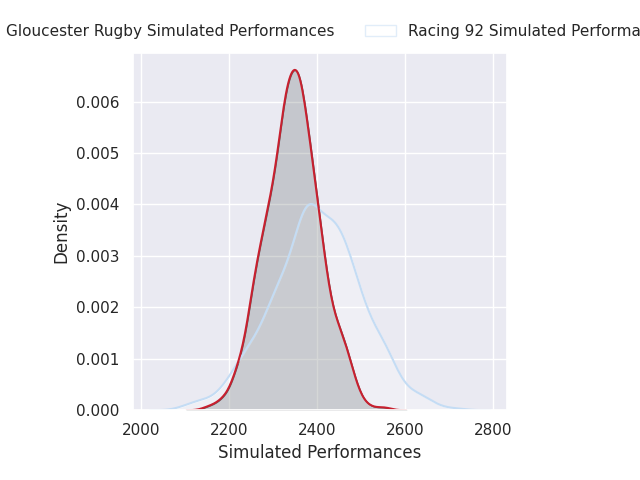 Gloucester Rugby Simulated Performances
Racing 92 Simulated Performa
0.006
0.005
0.004
0.003
0.002
0.001
0.000
Density
2000 2200 2400 2600 2800
Simulated Performances